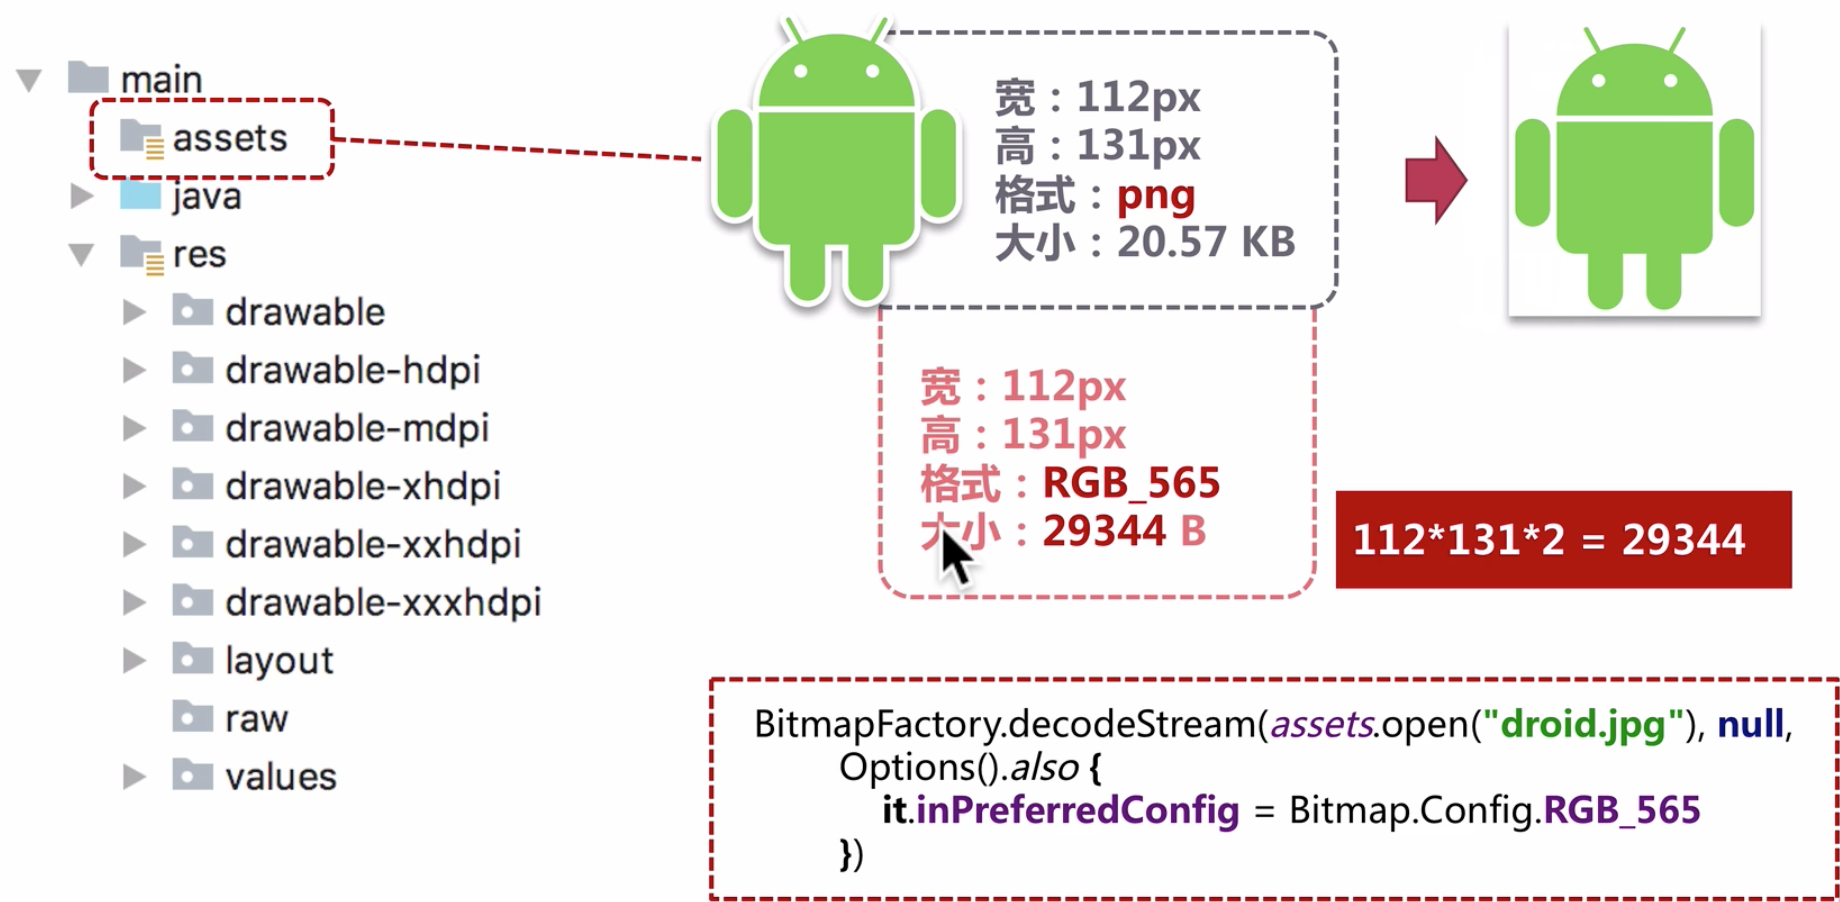 main
assets
java
res
drawable
drawable-hdpi
drawable-mdpi
drawable-xhdpi
drawable-xxhdpi
drawable-xxxhdpi
layout
raw
values
宽：112px
高：131px
格式：png
大小：20.57 KB
宽：112px
高：131px
格式：RGB_565
大小：29344 B
112*131*2 = 29344
BitmapFactory.decodeStream(assets.open("droid.jpg"), null,
Options().also {
it.inPreferredConfig = Bitmap.Config.RGB_565
})